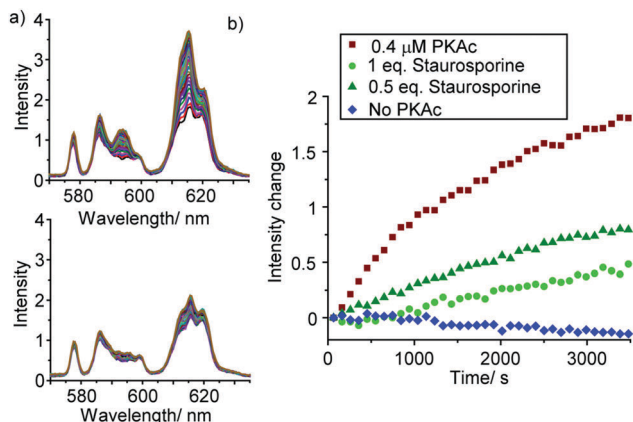 a)
4
3
2
1
0
Intensity
580 600 620
Wavelength/ nm
4
3
2
1
0
Intensity
580 600 620
Wavelength/ nm
b)
0.4 µM PKAc
1 eq. Staurosporine
0.5 eq. Staurosporine
No PKAc
2
1.5
1
0.5
0
Intensity change
0 1000 2000 3000
Time/ s